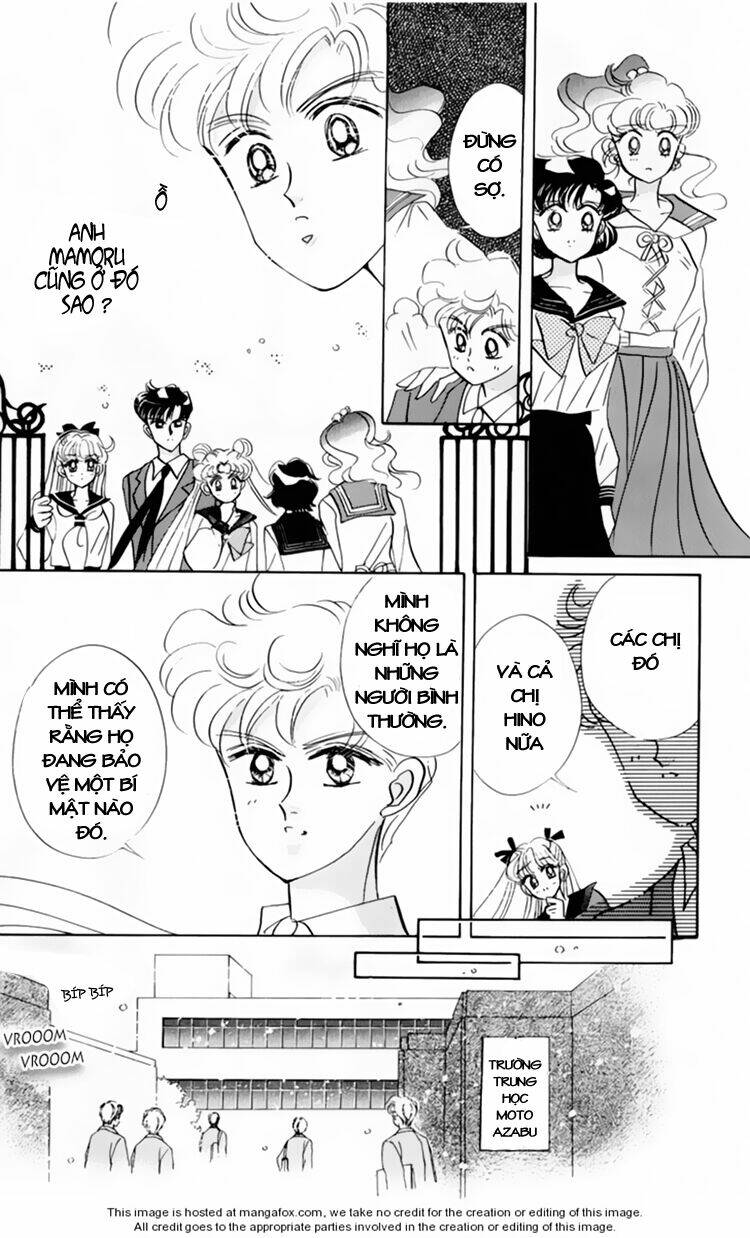 ĐỪNG
CÓ
SỢ.
Ồ
ANH
MAMORU
CŨNG Ở ĐÓ
SAO ?
CÁC CHỊ
ĐÓ
VÀ CẢ
CHỊ
HINO
NỮA
MÌNH
KHÔNG
NGHĨ HỌ LÀ
NHỮNG
NGƯỜI BÌNH
THƯỜNG.
MÌNH CÓ
THỂ THẤY
RẰNG HỌ
ĐANG BẢO
VỆ MỘT BÍ
MẬT NÀO
ĐÓ.
BÍP BÍP
VROOOM
VROOOM
TRƯỜNG
TRUNG
HỌC
MOTO
AZABU
This image is hosted at mangafox.com, we take no credit for the creation or editing of this image.
All credit goes to the appropriate parties involved in the creation or editing of this image.